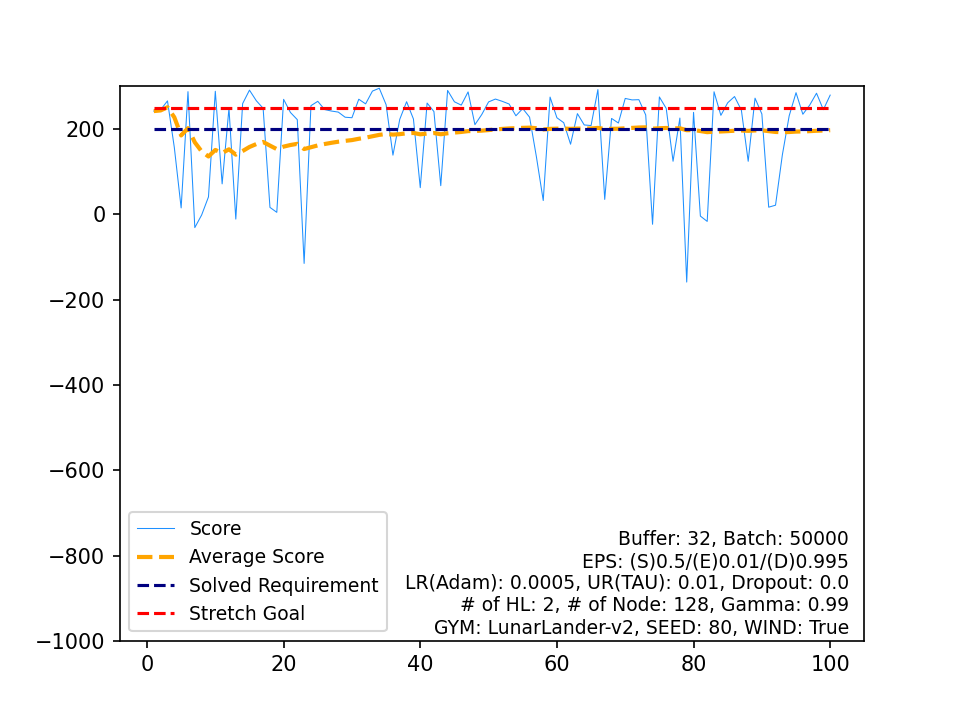 200
0
−200
−400
−600
−800
−1000
0
20
40
60
80
100
Score
Average Score
Solved Requirement
Stretch Goal
Buffer: 32, Batch: 50000
EPS: (S)0.5/(E)0.01/(D)0.995
LR(Adam): 0.0005, UR(TAU): 0.01, Dropout: 0.0
# of HL: 2, # of Node: 128, Gamma: 0.99
GYM: LunarLander-v2, SEED: 80, WIND: True